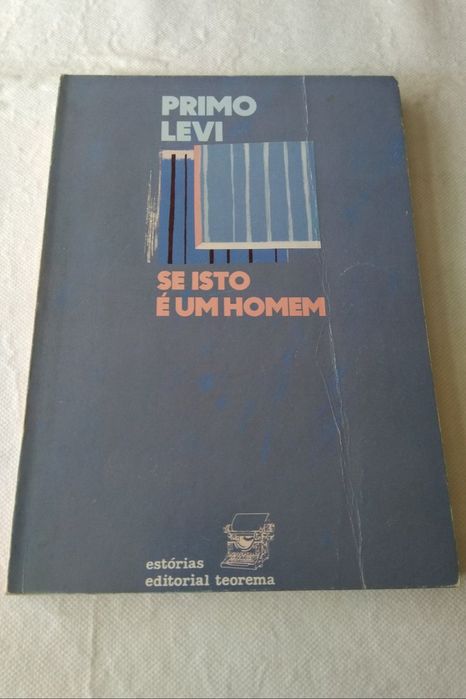 PRIMO
LEVI
SE ISTO
É UM HOMEM
estórias
editorial teorema